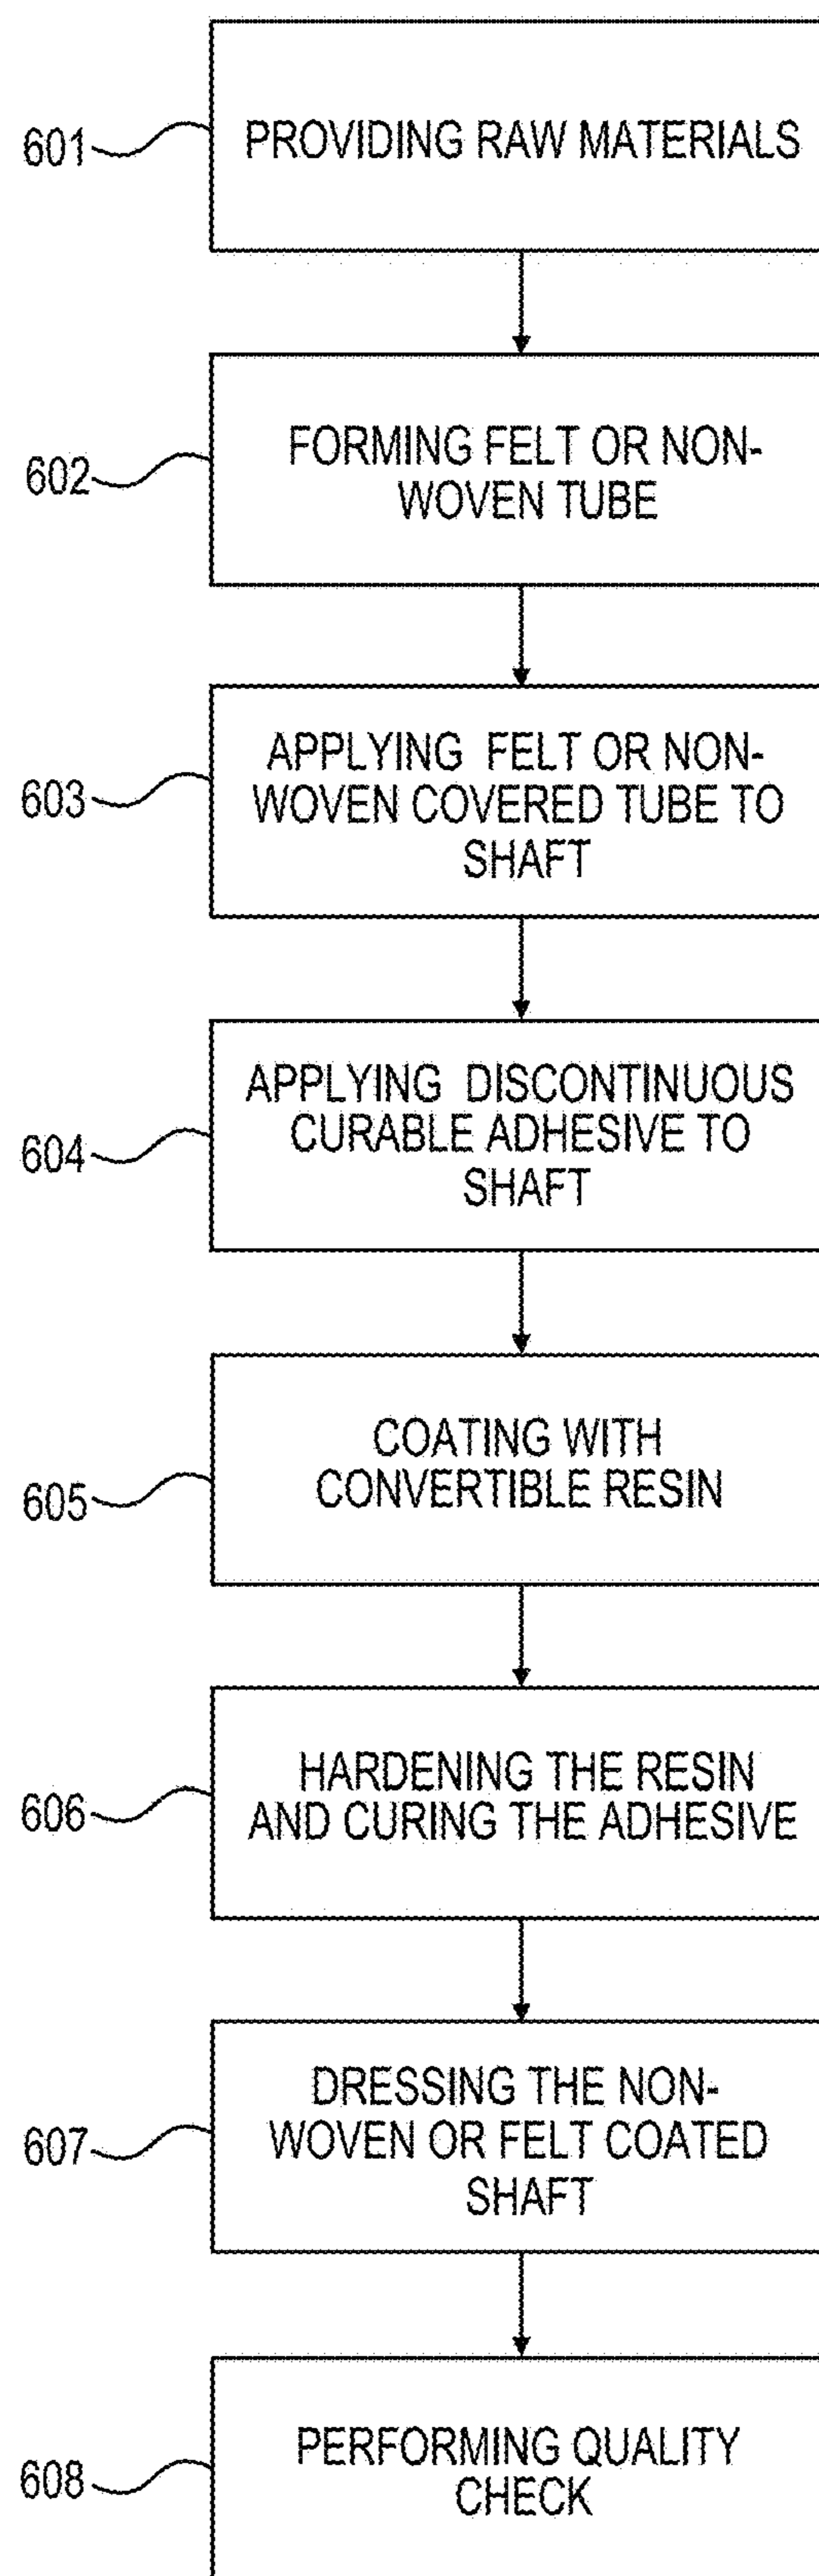 601
PROVIDING RAW MATERIALS
602
FORMING FELT OR NON-
WOVEN TUBE
603
APPLYING FELT OR NON-
WOVEN COVERED TUBE TO
SHAFT
604
APPLYING DISCONTINUOUS
CURABLE ADHESIVE TO
SHAFT
605
COATING WITH
CONVERTIBLE RESIN
606
HARDENING THE RESIN
AND CURING THE ADHESIVE
607
DRESSING THE NON-
WOVEN OR FELT COATED
SHAFT
608
PERFORMING QUALITY
CHECK